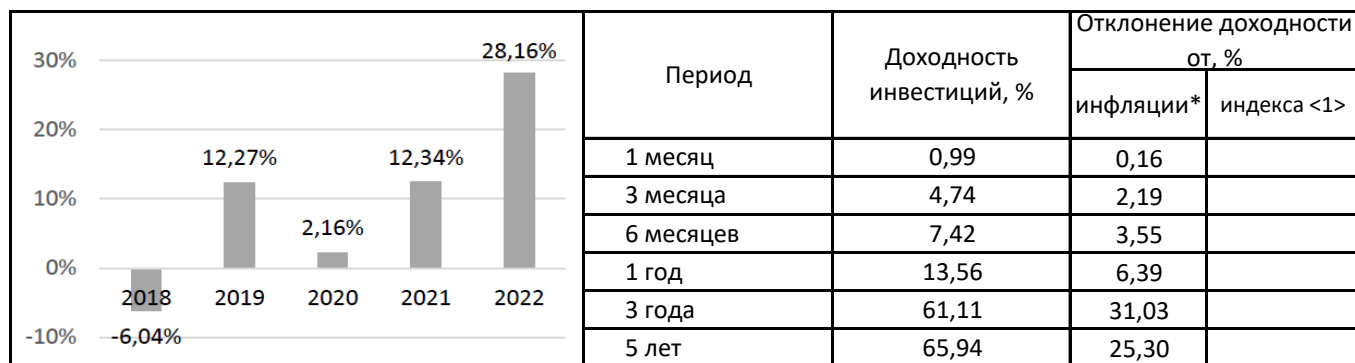 30%
20%
10%
0%
-10%
-6,04%
12,27%
2,16%
12,34%
28,16%
2018 2019 2020 2021 2022
Период
Доходность
инвестиций, %
Отклонение доходности
от, %
инфляции* индекса <1>
1 месяц 0,99 0,16
3 месяца 4,74 2,19
6 месяцев 7,42 3,55
1 год 13,56 6,39
3 года 61,11 31,03
5 лет 65,94 25,30